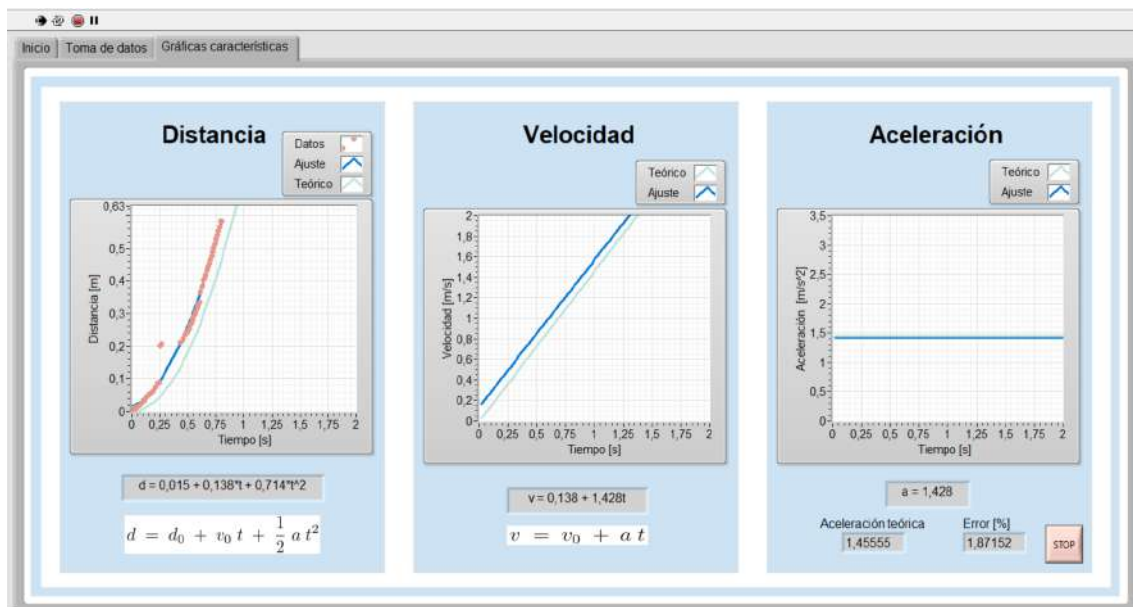 Inicio Toma de datos Gráficas características
Distancia
Datos
Ajuste
Teórico
0,63
0,5
0,4
0,3
0,2
0,1
0
Distancia [m]
0 0,25 0,5 0,75 1 1,25 1,5 1,75 2
Tiempo [s]
d = 0,015 + 0,138*t + 0,714*t^2
d = d₀ + v₀ t + 1/2 a t²
Velocidad
Teórico
Ajuste
2
1,8
1,6
1,4
1,2
1
0,8
0,6
0,4
0,2
0
Velocidad [m/s]
0 0,25 0,5 0,75 1 1,25 1,5 1,75 2
Tiempo [s]
v = 0,138 + 1,428t
v = v₀ + a t
Aceleración
Teórico
Ajuste
3,5
3
2,5
2
1,5
1
0,5
0
Aceleración [m/s^2]
0 0,25 0,5 0,75 1 1,25 1,5 1,75 2
Tiempo [s]
a = 1,428
Aceleración teórica Error [%]
1,45555 1,87152
STOP